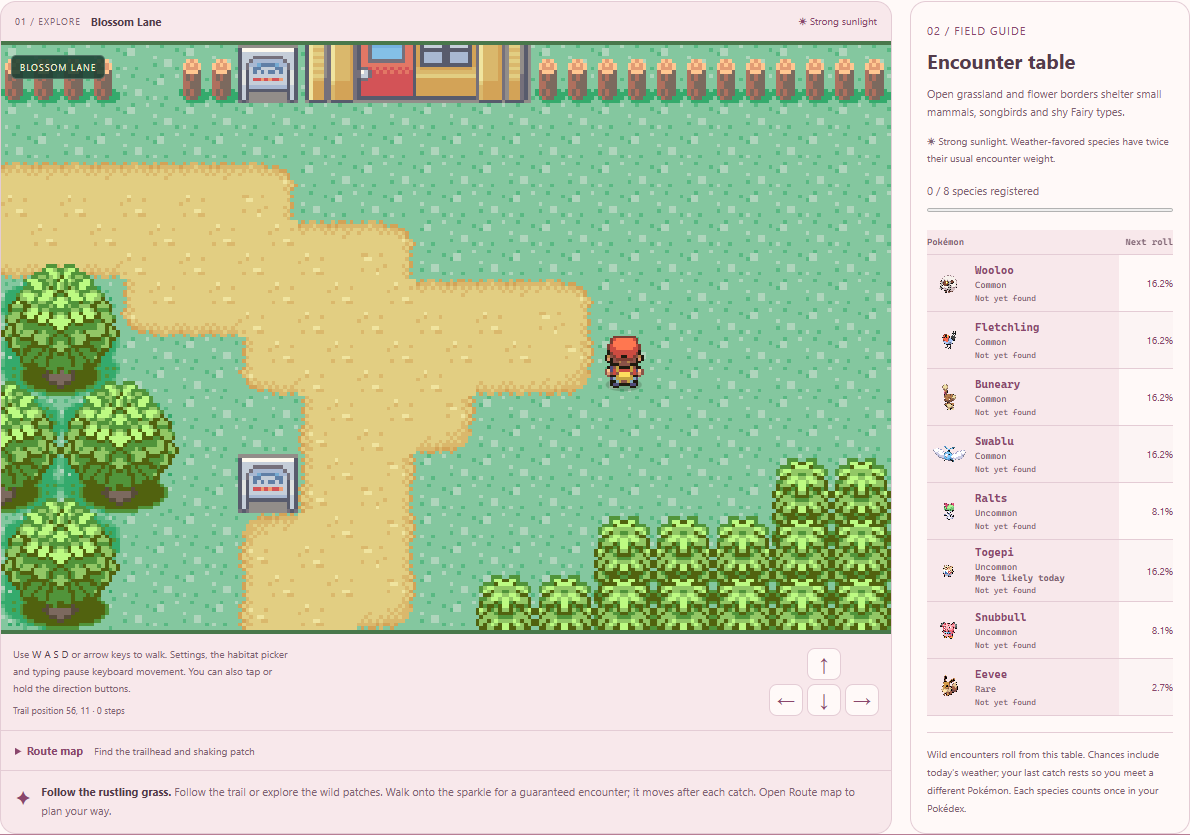 01 / EXPLORE Blossom Lane
☀ Strong sunlight
BLOSSOM LANE
Use W A S D or arrow keys to walk. Settings, the habitat picker
and typing pause keyboard movement. You can also tap or
hold the direction buttons.
Trail position 56, 11 · 0 steps
↑
← ↓ →
▶ Route map Find the trailhead and shaking patch
✦ Follow the rustling grass. Follow the trail or explore the wild patches. Walk onto the sparkle for a guaranteed encounter; it moves after each catch. Open Route map to
plan your way.
02 / FIELD GUIDE
Encounter table
Open grassland and flower borders shelter small
mammals, songbirds and shy Fairy types.
☀ Strong sunlight. Weather-favored species have twice
their usual encounter weight.
0 / 8 species registered
Pokémon Next roll
Wooloo
Common
Not yet found
16.2%
Fletchling
Common
Not yet found
16.2%
Buneary
Common
Not yet found
16.2%
Swablu
Common
Not yet found
16.2%
Ralts
Uncommon
Not yet found
8.1%
Togepi
Uncommon
More likely today
Not yet found
16.2%
Snubbull
Uncommon
Not yet found
8.1%
Eevee
Rare
Not yet found
2.7%
Wild encounters roll from this table. Chances include
today's weather; your last catch rests so you meet a
different Pokémon. Each species counts once in your
Pokédex.